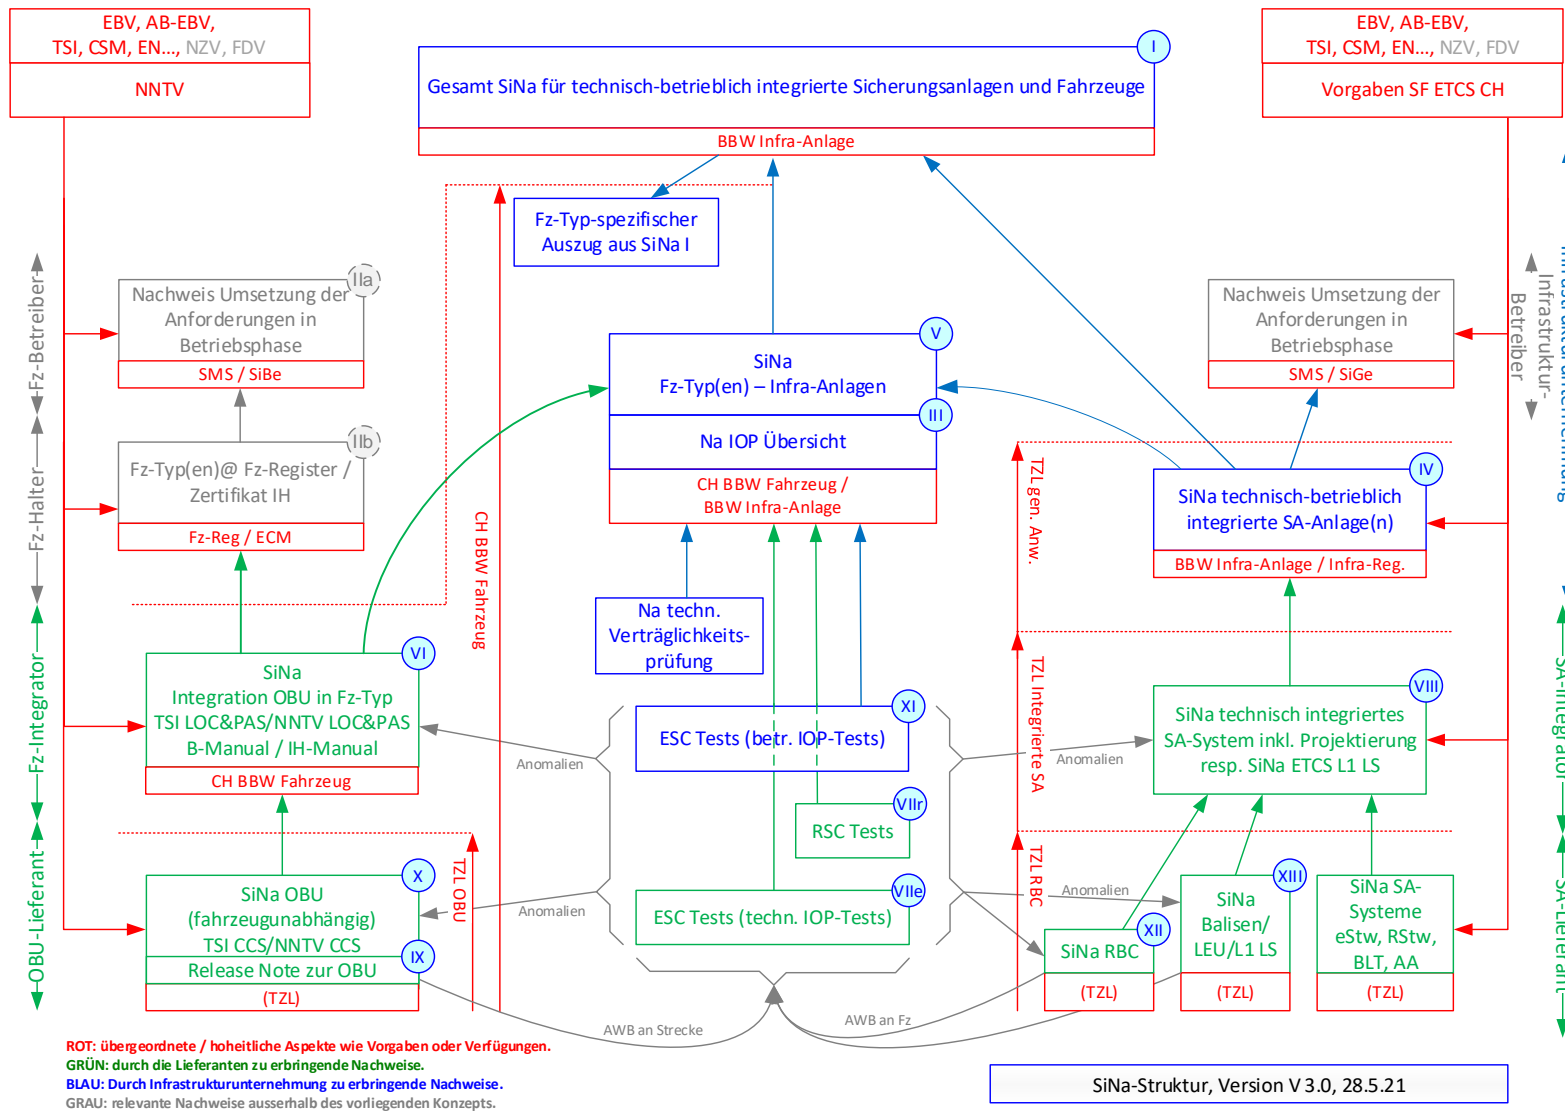 EBV, AB-EBV,
TSI, CSM, EN..., NZV, FDV
NNTV
I
Gesamt SiNa für technisch-betrieblich integrierte Sicherungsanlagen und Fahrzeuge
BBW Infra-Anlage
EBV, AB-EBV,
TSI, CSM, EN..., NZV, FDV
Vorgaben SF ETCS CH
Fz-Typ-spezifischer
Auszug aus SiNa I
Fz-Betreiber
Fz-Halter
Fz-Integrator
OBU-Lieferant
IIa
Nachweis Umsetzung der
Anforderungen in
Betriebsphase
SMS / SiBe
IIb
Fz-Typ(en)@ Fz-Register /
Zertifikat IH
Fz-Reg / ECM
CH BBW Fahrzeug
V
SiNa
Fz-Typ(en) – Infra-Anlagen
III
Na IOP Übersicht
CH BBW Fahrzeug /
BBW Infra-Anlage
Na techn.
Verträglichkeits-
prüfung
Nachweis Umsetzung der
Anforderungen in
Betriebsphase
SMS / SiGe
Infrastruktur-
Betreiber
TZL gen. Anw.
IV
SiNa technisch-betrieblich
integrierte SA-Anlage(n)
BBW Infra-Anlage / Infra-Reg.
VI
SiNa
Integration OBU in Fz-Typ
TSI LOC&PAS/NNTV LOC&PAS
B-Manual / IH-Manual
CH BBW Fahrzeug
Anomalien
XI
ESC Tests (betr. IOP-Tests)
VIIr
RSC Tests
VIIe
ESC Tests (techn. IOP-Tests)
Anomalien
TZL Integrierte SA
VIII
SiNa technisch integriertes
SA-System inkl. Projektierung
resp. SiNa ETCS L1 LS
SA-Integrator
TZL OBU
X
SiNa OBU
(fahrzeugunabhängig)
TSI CCS/NNTV CCS
IX
Release Note zur OBU
(TZL)
Anomalien
TZL RBC
Anomalien
XII
SiNa RBC
(TZL)
XIII
SiNa
Balisen/
LEU/L1 LS
(TZL)
SiNa SA-
Systeme
eStw, RStw,
BLT, AA
(TZL)
SA-Lieferant
AWB an Strecke
AWB an Fz
ROT: übergeordnete / hoheitliche Aspekte wie Vorgaben oder Verfügungen.
GRÜN: durch die Lieferanten zu erbringende Nachweise.
BLAU: Durch Infrastrukturunternehmung zu erbringende Nachweise.
GRAU: relevante Nachweise ausserhalb des vorliegenden Konzepts.
SiNa-Struktur, Version V 3.0, 28.5.21